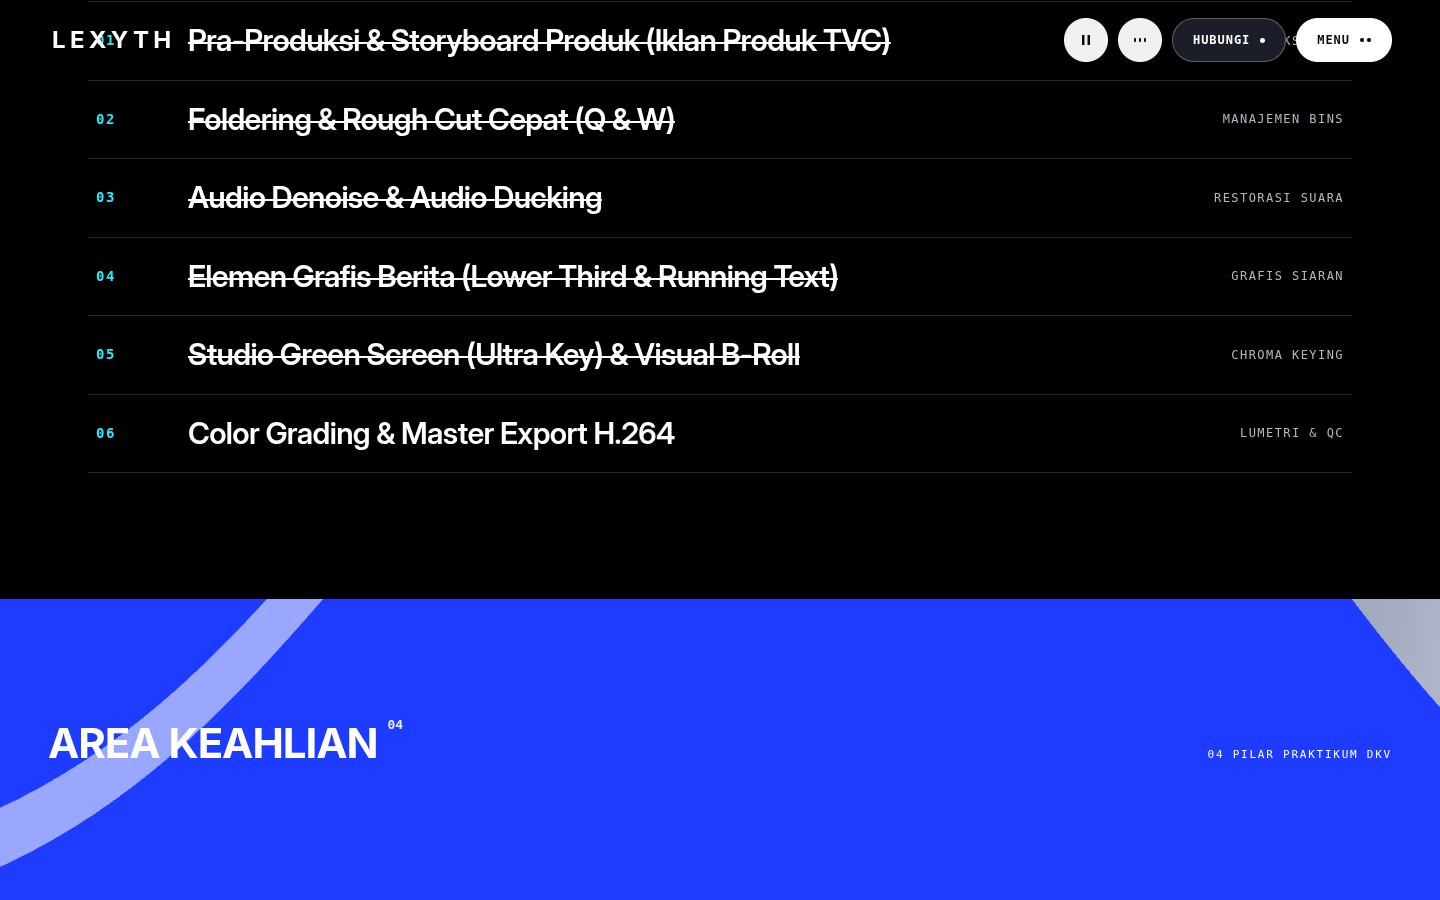 LEXYTH
01
Pra-Produksi & Storyboard Produk (Iklan Produk TVC)
HUBUNGI
MENU
02
Foldering & Rough Cut Cepat (Q & W)
MANAJEMEN BINS
03
Audio Denoise & Audio Ducking
RESTORASI SUARA
04
Elemen Grafis Berita (Lower Third & Running Text)
GRAFIS SIARAN
05
Studio Green Screen (Ultra Key) & Visual B-Roll
CHROMA KEYING
06
Color Grading & Master Export H.264
LUMETRI & QC
AREA KEAHLIAN 04
04 PILAR PRAKTIKUM DKV